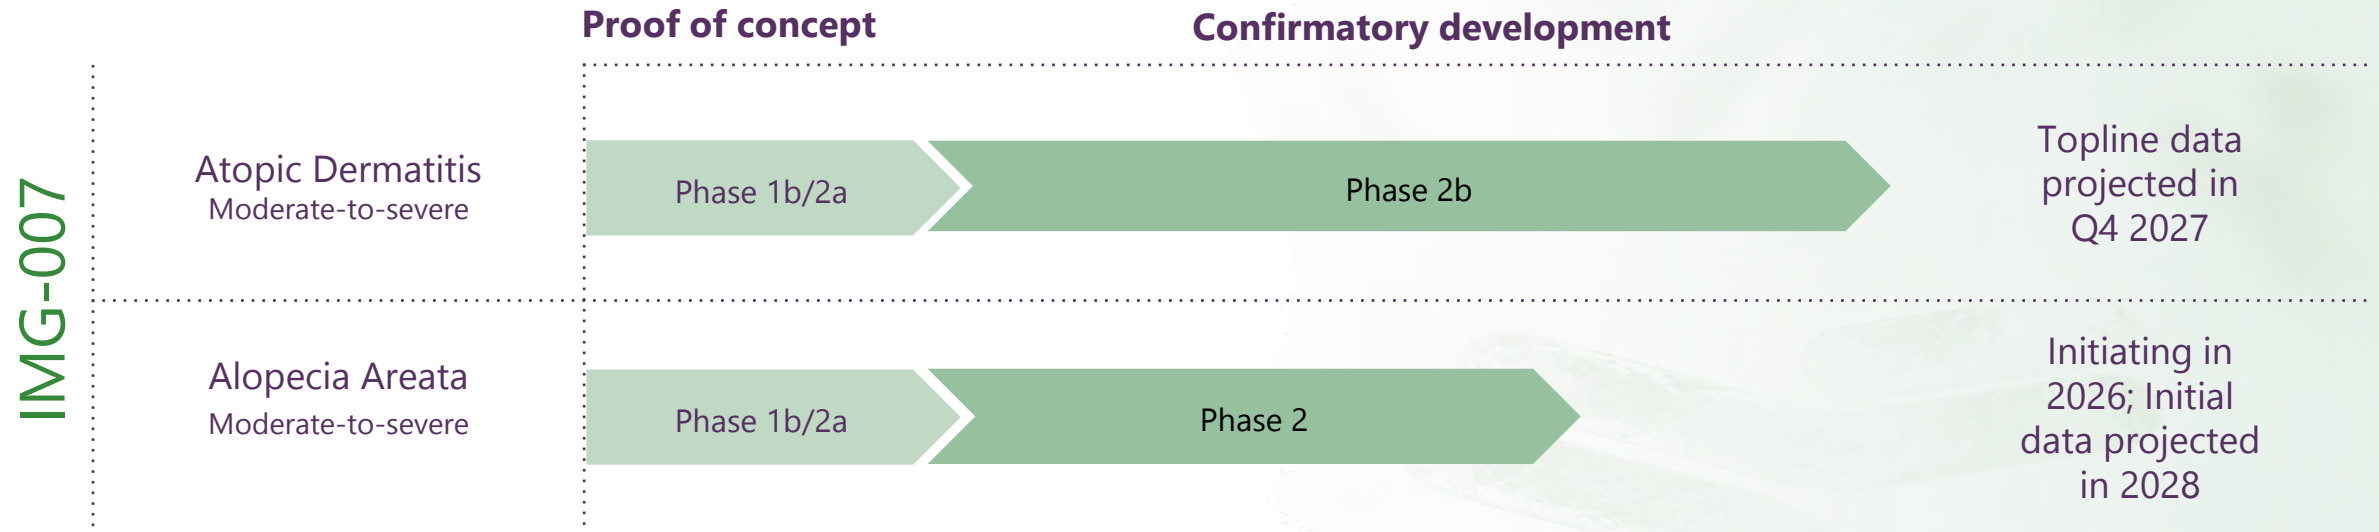 Proof of concept
Confirmatory development
IMG-007
Atopic Dermatitis
Moderate-to-severe
Phase 1b/2a
Phase 2b
Topline data
projected in
Q4 2027
Alopecia Areata
Moderate-to-severe
Phase 1b/2a
Phase 2
Initiating in
2026; Initial
data projected
in 2028